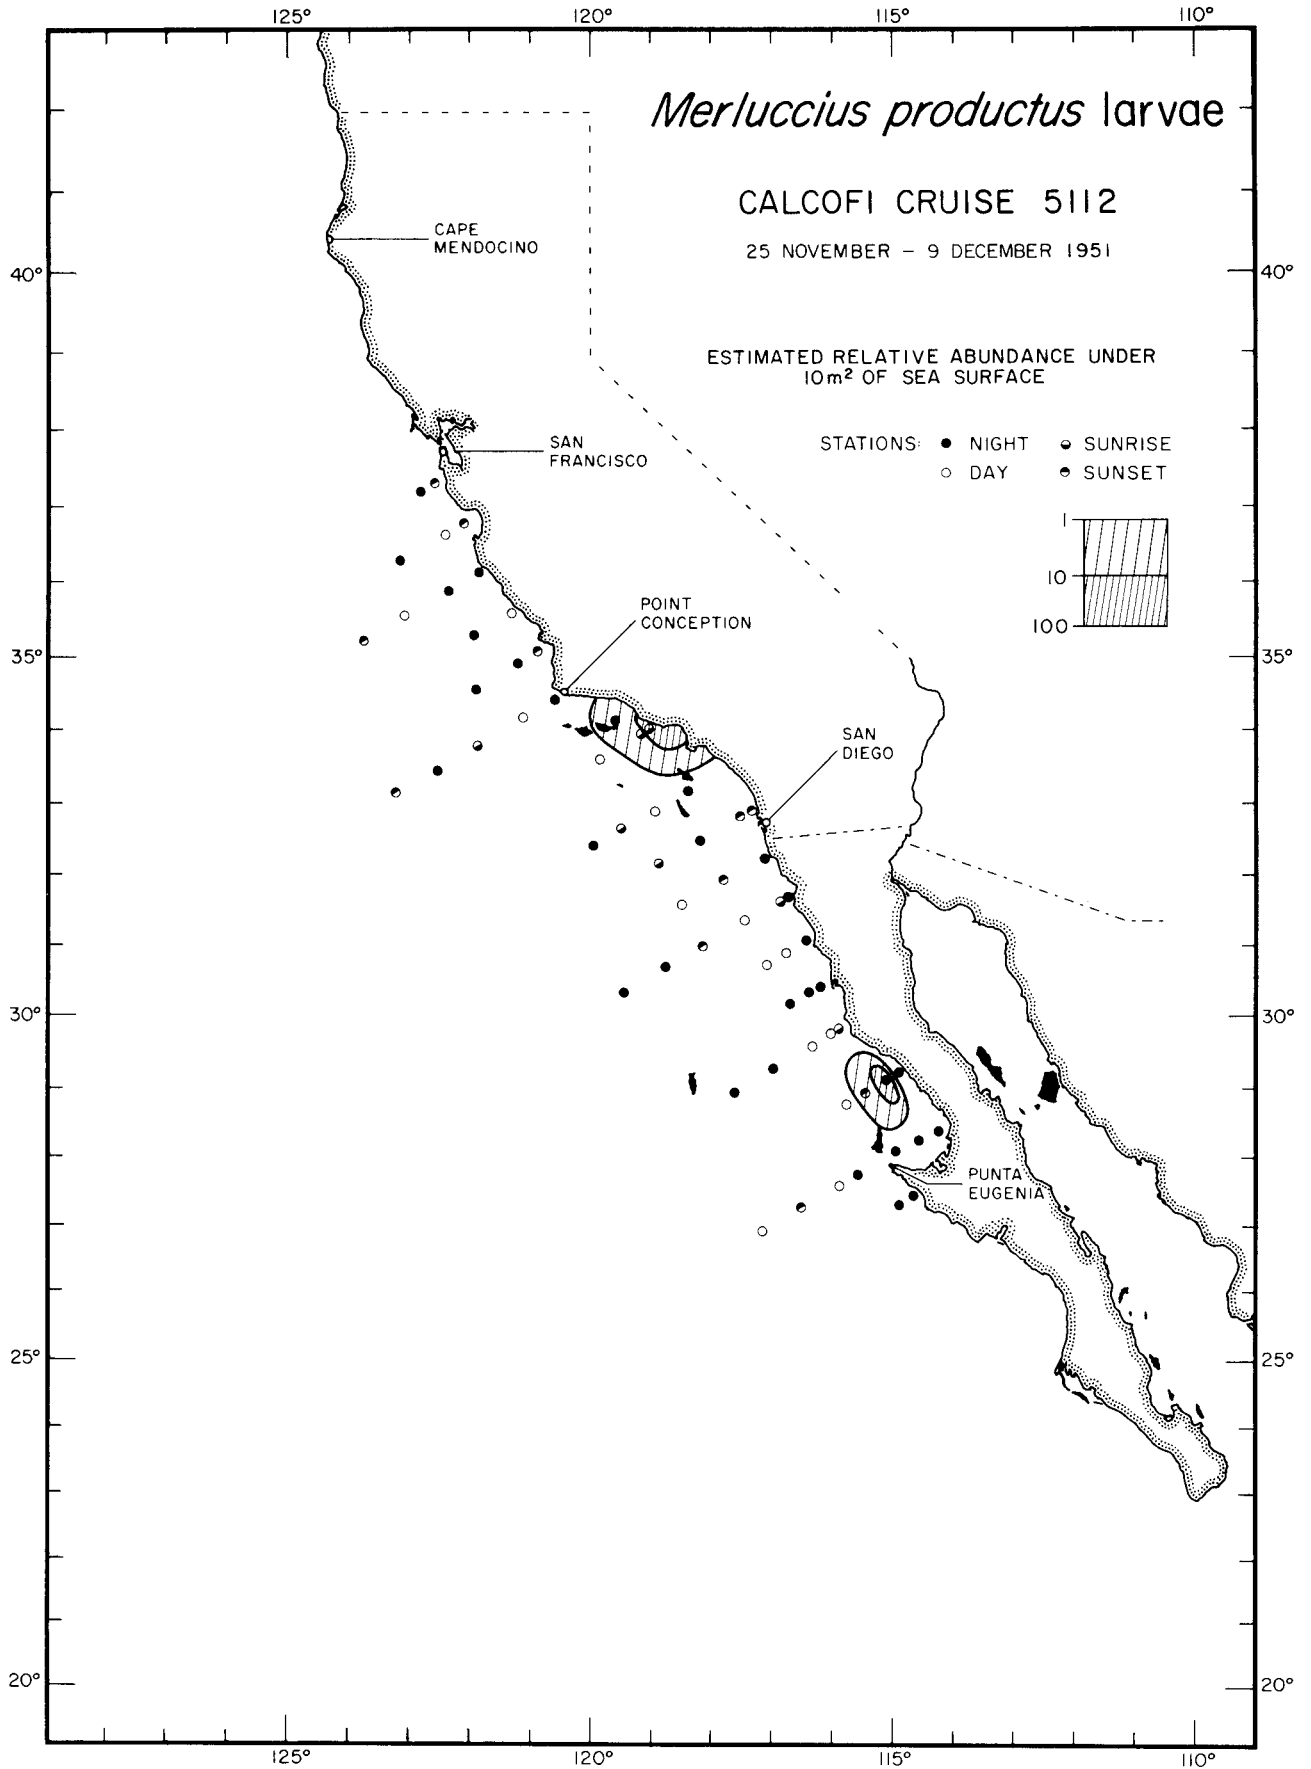 125° 120° 115° 110°
Merluccius productus larvae
CALCOFI CRUISE 5112
25 NOVEMBER – 9 DECEMBER 1951
CAPE
MENDOCINO
40° 40°
ESTIMATED RELATIVE ABUNDANCE UNDER
10m² OF SEA SURFACE
STATIONS: ● NIGHT SUNRISE
○ DAY SUNSET
SAN
FRANCISCO
1
10
100
POINT
CONCEPTION
35° 35°
SAN
DIEGO
30° 30°
PUNTA
EUGENIA
25° 25°
20° 20°
125° 120° 115° 110°